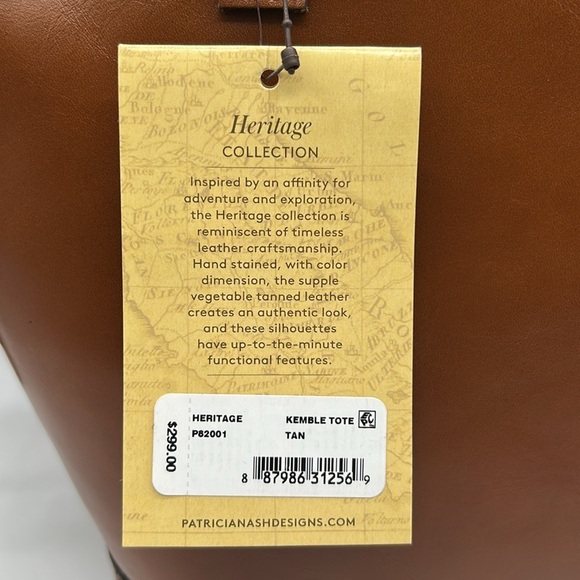 Heritage
COLLECTION
Inspired by an affinity for
adventure and exploration,
the Heritage collection is
reminiscent of timeless
leather craftsmanship.
Hand stained, with color
dimension, the supple
vegetable tanned leather
creates an authentic look,
and these silhouettes
have up-to-the-minute
functional features.
$299.00
HERITAGE KEMBLE TOTE
P82001 TAN
8 87986 31256 9
PATRICIANASHDESIGNS.COM